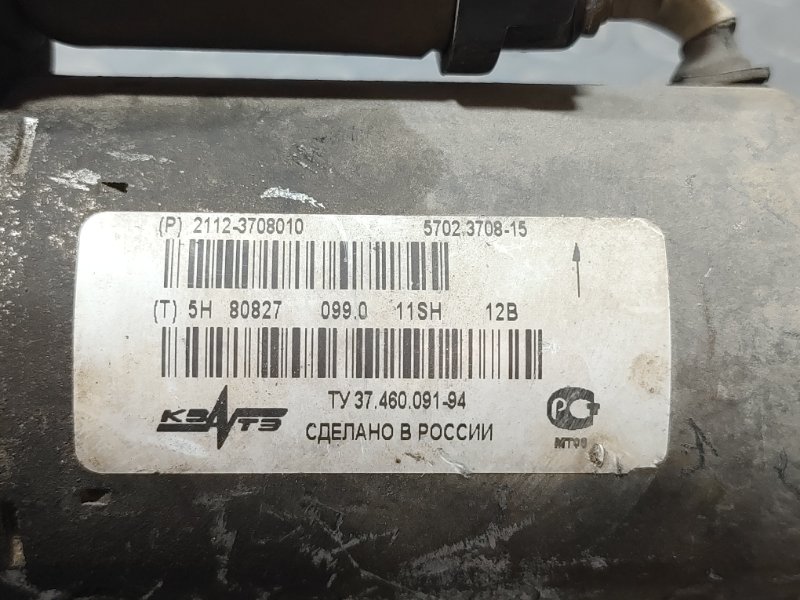 (P) 2112-3708010 5702.3708-15
(T) 5H 80827 099.0 11SH 12B
КЗАТЭ ТУ 37.460.091-94 РСТ
СДЕЛАНО В РОССИИ